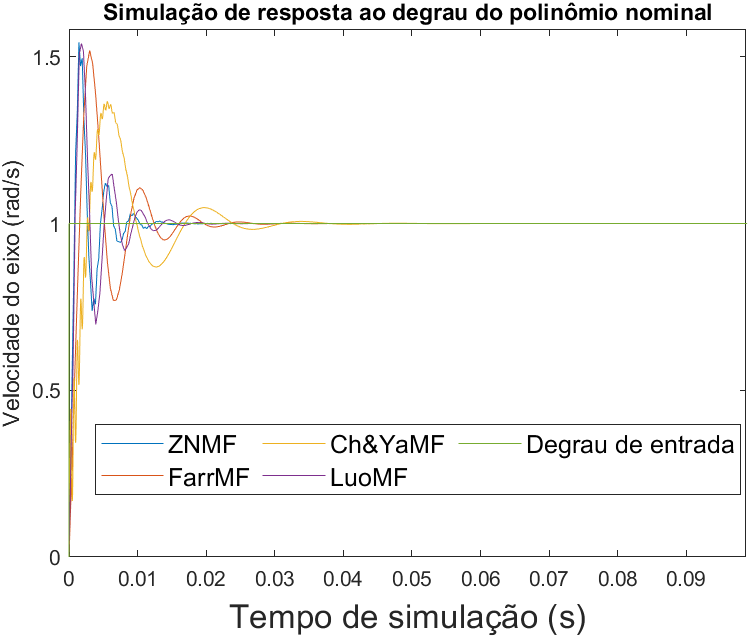 Simulação de resposta ao degrau do polinômio nominal
Velocidade do eixo (rad/s)
1.5
1
0.5
0
ZNMF Ch&YaMF Degrau de entrada
FarrMF LuoMF
0 0.01 0.02 0.03 0.04 0.05 0.06 0.07 0.08 0.09
Tempo de simulação (s)